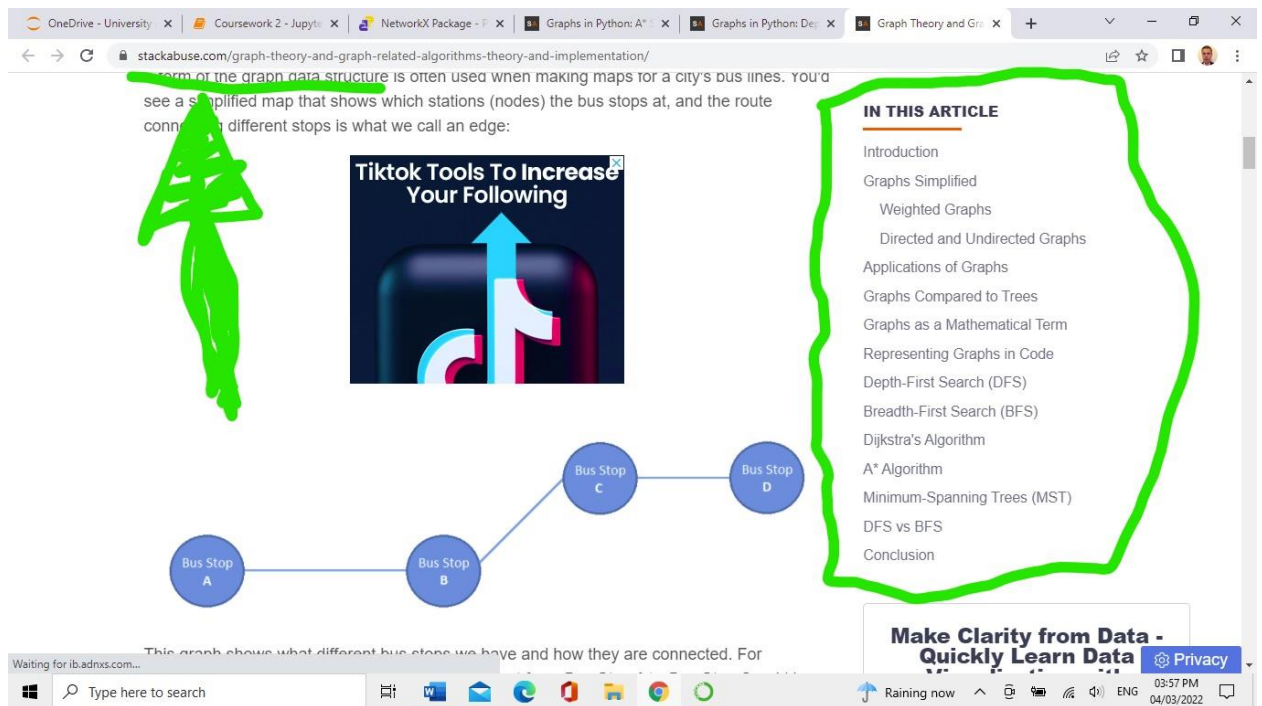 OneDrive - University
Coursework 2 - Jupyte
NetworkX Package - P
Graphs in Python: A* S
Graphs in Python: Dep
Graph Theory and Gra
stackabuse.com/graph-theory-and-graph-related-algorithms-theory-and-implementation/
form of the graph data structure is often used when making maps for a city's bus lines. You'd
see a simplified map that shows which stations (nodes) the bus stops at, and the route
different stops is what we call an edge:
Tiktok Tools To Increase
Your Following
Bus Stop
C
Bus Stop
D
Bus Stop
A
Bus Stop
B
This graph shows what different bus stops we have and how they are connected. For
IN THIS ARTICLE
Introduction
Graphs Simplified
Weighted Graphs
Directed and Undirected Graphs
Applications of Graphs
Graphs Compared to Trees
Graphs as a Mathematical Term
Representing Graphs in Code
Depth-First Search (DFS)
Breadth-First Search (BFS)
Dijkstra's Algorithm
A* Algorithm
Minimum-Spanning Trees (MST)
DFS vs BFS
Conclusion
Make Clarity from Data -
Quickly Learn Data
Privacy
Waiting for ib.adnxs.com...
Type here to search
Raining now
ENG
03:57 PM
04/03/2022